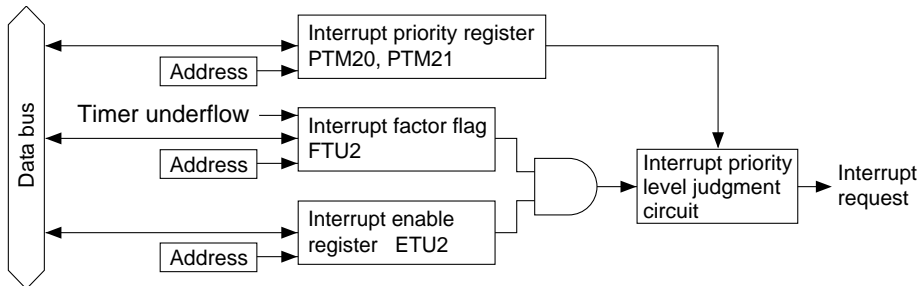 Data bus
Interrupt priority register
PTM20, PTM21
Address
Timer underflow
Interrupt factor flag
FTU2
Address
Interrupt enable
register ETU2
Address
Interrupt priority
level judgment
circuit
Interrupt
request